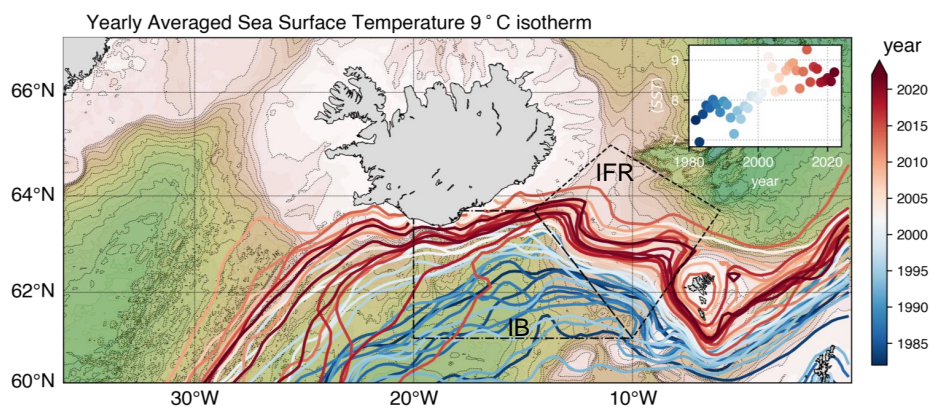 Yearly Averaged Sea Surface Temperature 9°C isotherm
year
66°N
64°N
62°N
60°N
30°W
20°W
10°W
IFR
IB
⟨SST⟩
9
8
7
1980
2000
2020
year
2020
2015
2010
2005
2000
1995
1990
1985